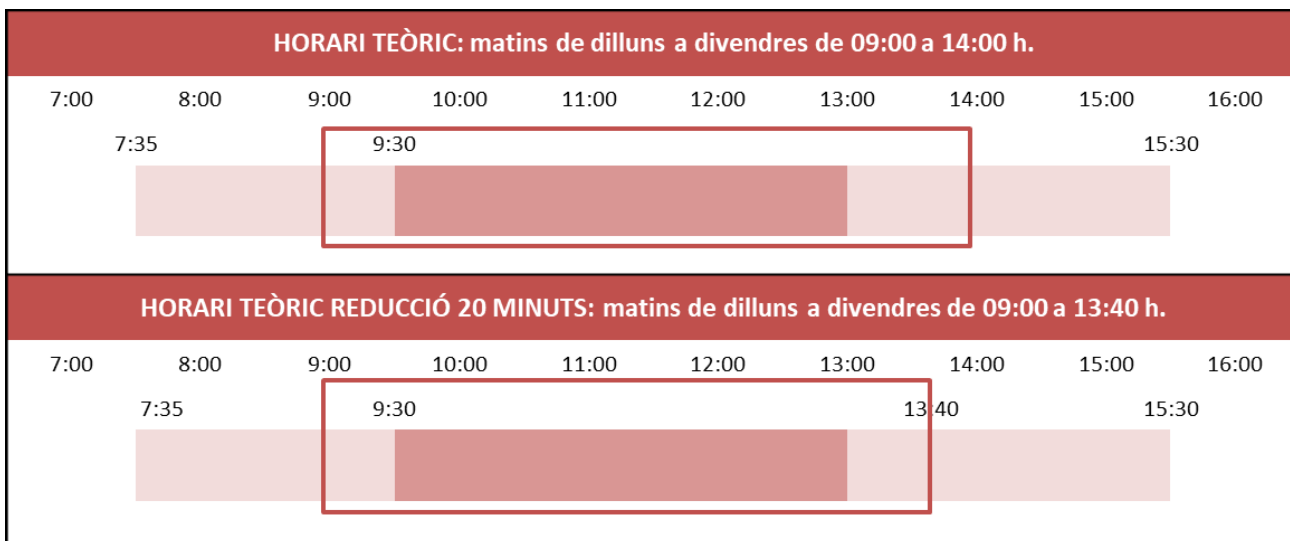 HORARI TEÒRIC: matins de dilluns a divendres de 09:00 a 14:00 h.
7:00 8:00 9:00 10:00 11:00 12:00 13:00 14:00 15:00 16:00
7:35 9:30 15:30
HORARI TEÒRIC REDUCCIÓ 20 MINUTS: matins de dilluns a divendres de 09:00 a 13:40 h.
7:00 8:00 9:00 10:00 11:00 12:00 13:00 14:00 15:00 16:00
7:35 9:30 13:40 15:30